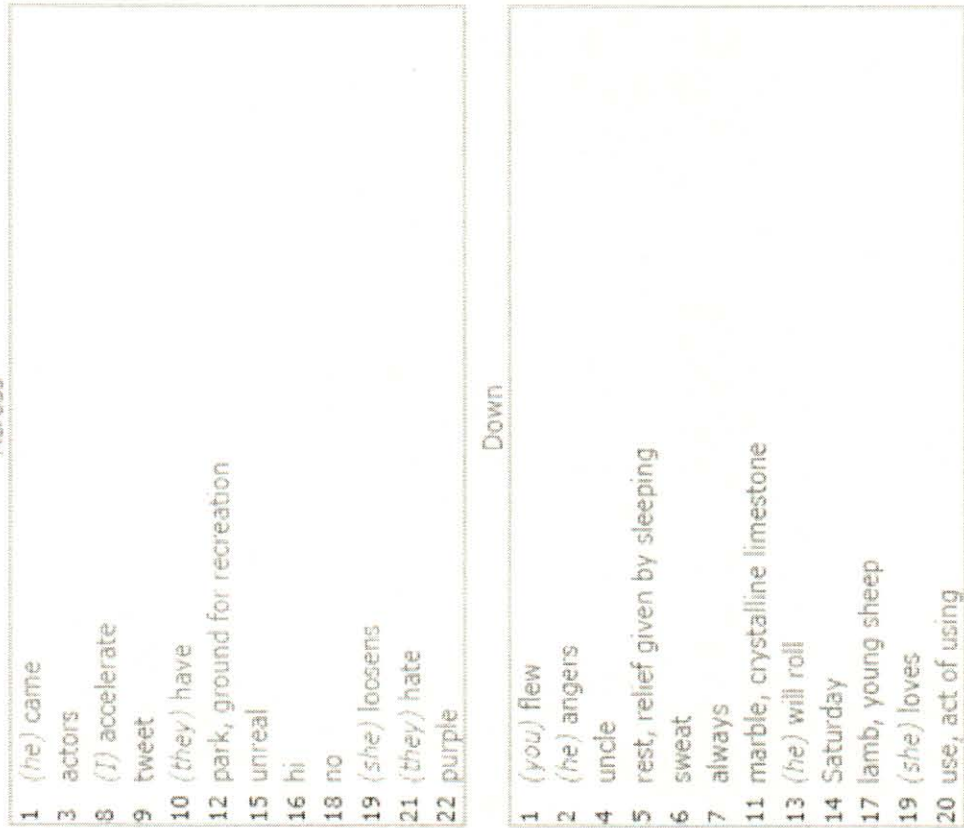 1 (he) came
3 actors
8 (I) accelerate
9 tweet
10 (they) have
12 park, ground for recreation
15 unreal
16 hi
18 no
19 (she) loosens
21 (they) hate
22 purple
Down
1 (you) flew
2 (he) angers
4 uncle
5 rest, relief given by sleeping
6 sweat
7 always
11 marble, crystalline limestone
13 (he) will roll
14 Saturday
17 lamb, young sheep
19 (she) loves
20 use, act of using